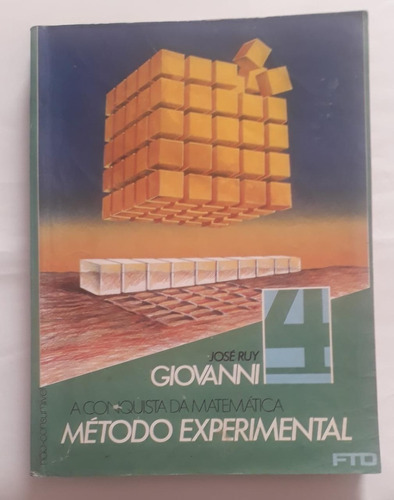 JOSÉ RUY
GIOVANNI
4
A CONQUISTA DA MATEMÁTICA
MÉTODO EXPERIMENTAL
FTD